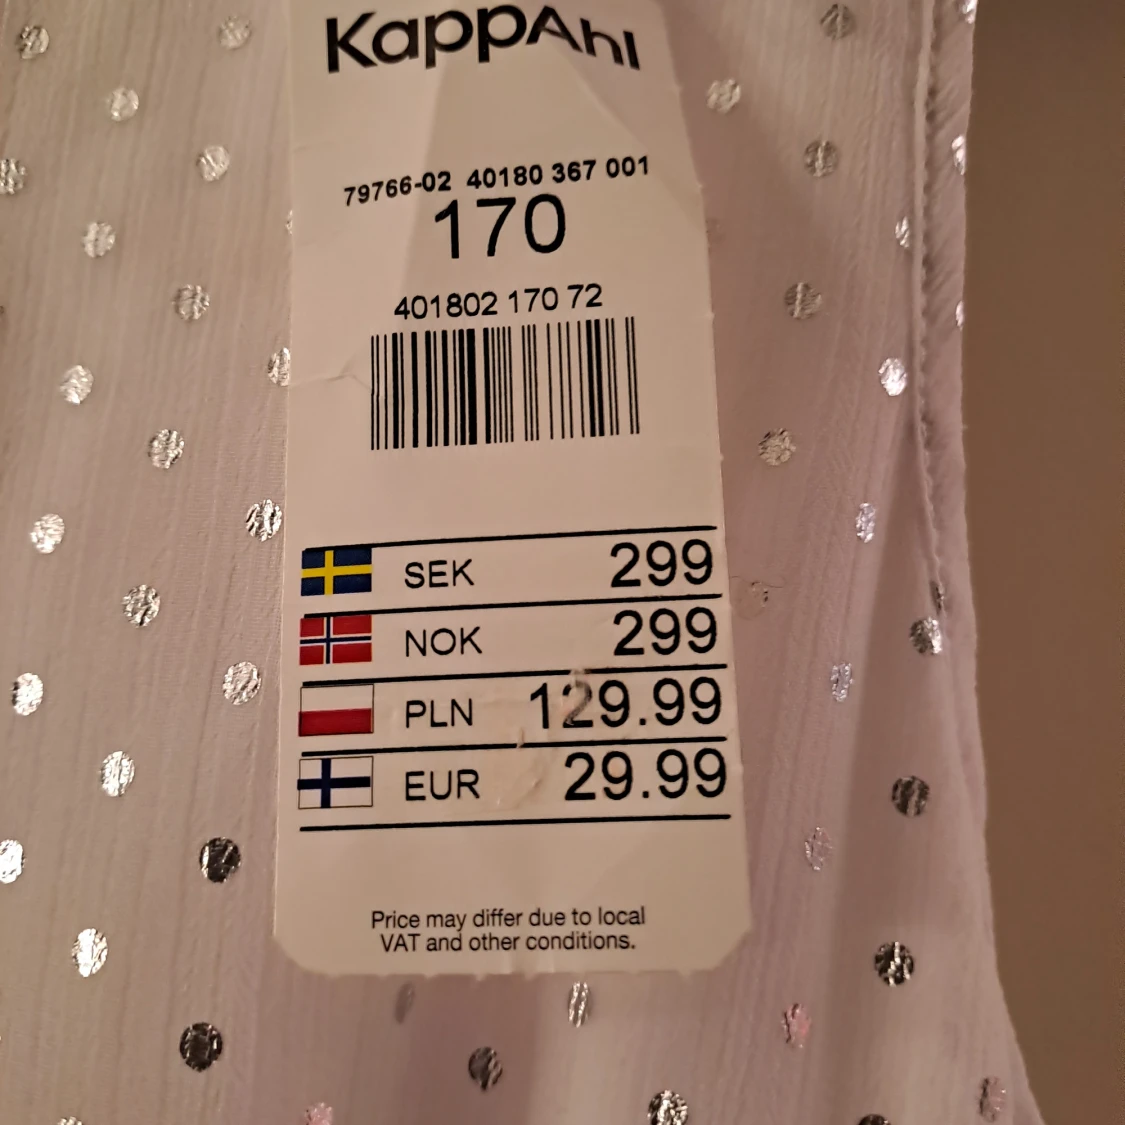 KappAhl
79766-02 40180 367 001
170
401802 170 72
SEK 299
NOK 299
PLN 129.99
EUR 29.99
Price may differ due to local
VAT and other conditions.